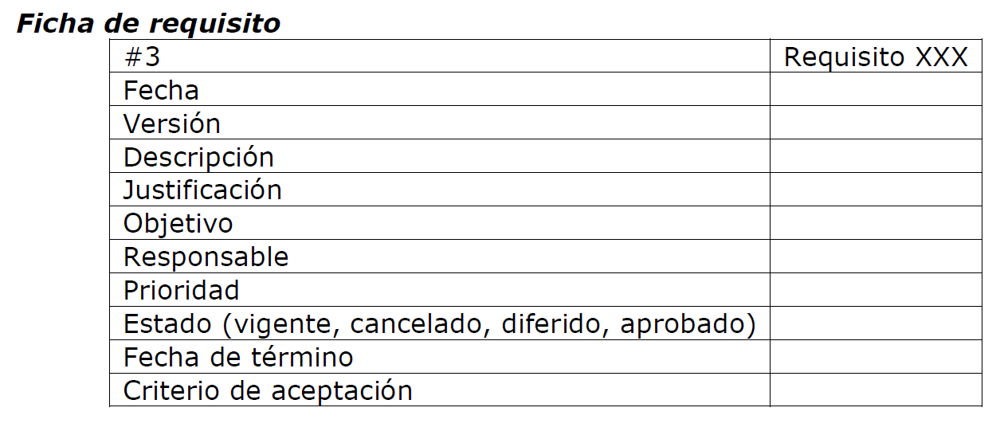 Ficha de requisito
#3 Requisito XXX
Fecha
Versión
Descripción
Justificación
Objetivo
Responsable
Prioridad
Estado (vigente, cancelado, diferido, aprobado)
Fecha de término
Criterio de aceptación